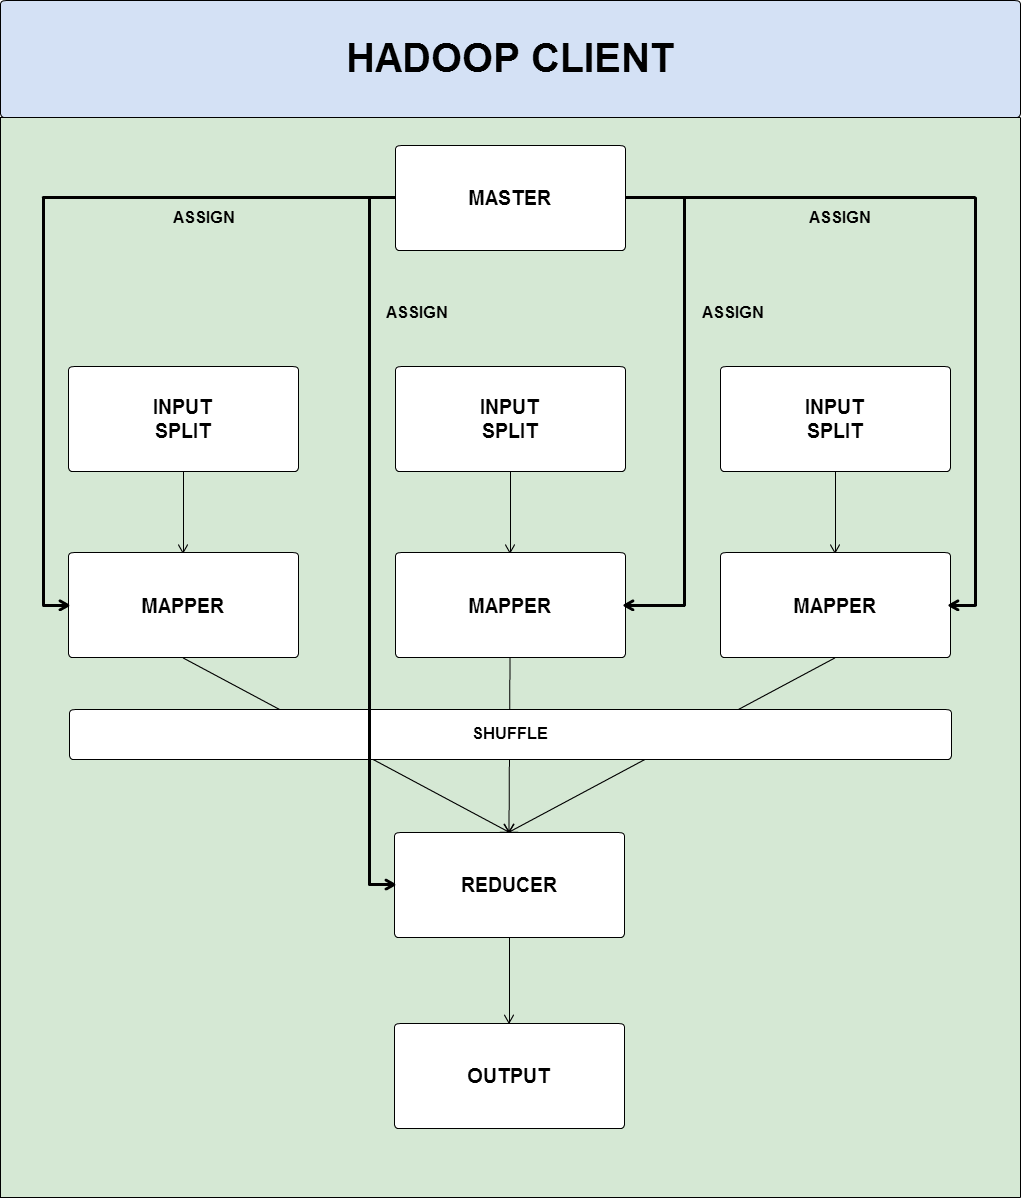 HADOOP CLIENT
MASTER
ASSIGN
ASSIGN
ASSIGN
ASSIGN
INPUT
SPLIT
INPUT
SPLIT
INPUT
SPLIT
MAPPER
MAPPER
MAPPER
SHUFFLE
REDUCER
OUTPUT